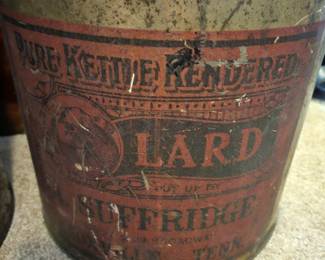 PURE KETTLE RENDERED
LARD
PUT UP BY
SUFFRIDGE
TENN.